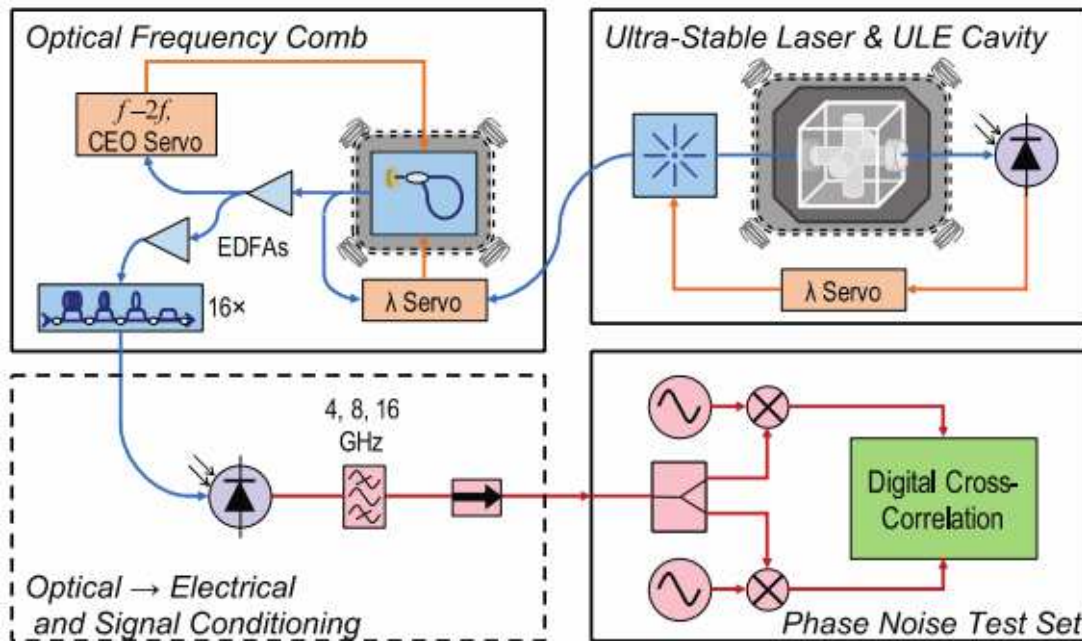 Optical Frequency Comb
f–2f,
CEO Servo
EDFAs
16×
λ Servo
Ultra-Stable Laser & ULE Cavity
λ Servo
4, 8, 16
GHz
Optical → Electrical
and Signal Conditioning
Digital Cross-
Correlation
Phase Noise Test Set